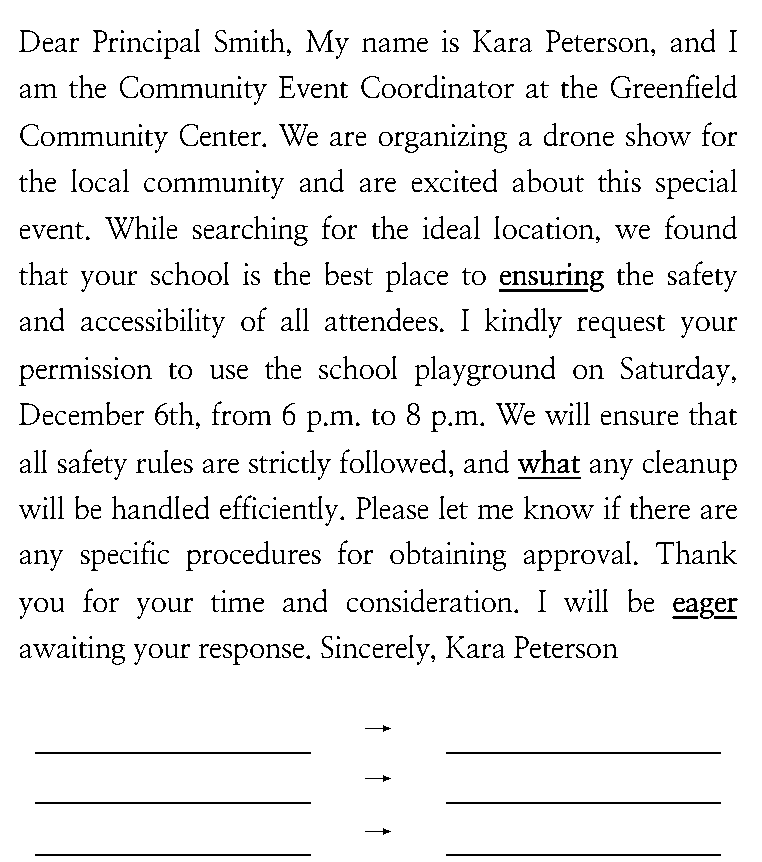 Dear Principal Smith, My name is Kara Peterson, and I
am the Community Event Coordinator at the Greenfield
Community Center. We are organizing a drone show for
the local community and are excited about this special
event. While searching for the ideal location, we found
that your school is the best place to ensuring the safety
and accessibility of all attendees. I kindly request your
permission to use the school playground on Saturday,
December 6th, from 6 p.m. to 8 p.m. We will ensure that
all safety rules are strictly followed, and what any cleanup
will be handled efficiently. Please let me know if there are
any specific procedures for obtaining approval. Thank
you for your time and consideration. I will be eager
awaiting your response. Sincerely, Kara Peterson
→
→
→